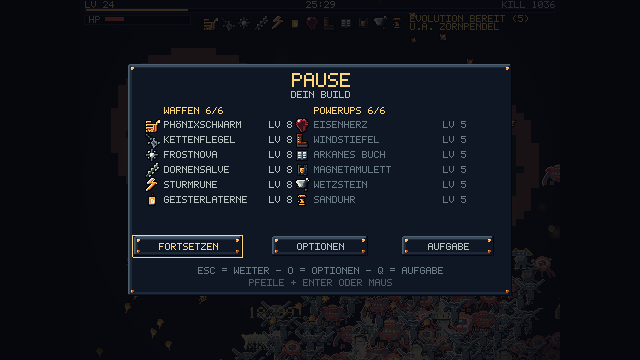 LV 24
25:29
KILL 1036
HP
EVOLUTION BEREIT (5)
U.A. ZORNPENDEL
PAUSE
DEIN BUILD
WAFFEN 6/6
POWERUPS 6/6
PHÖNIXSCHWARM LV 8
EISENHERZ LV 5
KETTENFLEGEL LV 8
WINDSTIEFEL LV 5
FROSTNOVA LV 8
ARKANES BUCH LV 5
DORNENSALVE LV 8
MAGNETAMULETT LV 5
STURMRUNE LV 8
WETZSTEIN LV 5
GEISTERLATERNE LV 8
SANDUHR LV 5
FORTSETZEN
OPTIONEN
AUFGABE
ESC = WEITER - O = OPTIONEN - Q = AUFGABE
PFEILE + ENTER ODER MAUS